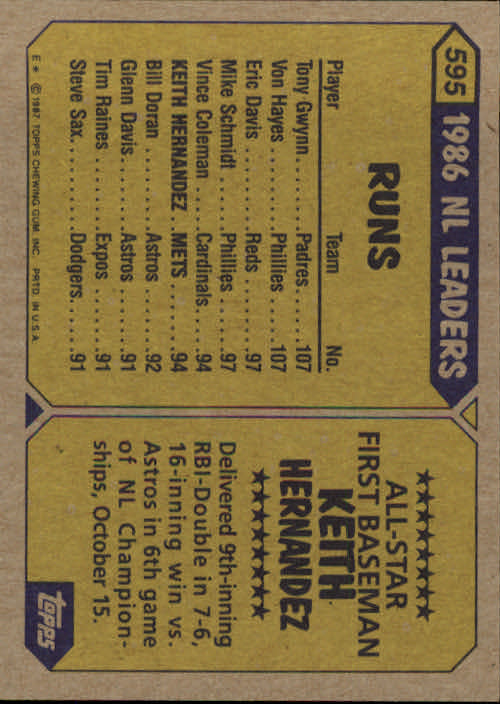 595 1986 NL LEADERS
RUNS
Player Team No.
Tony Gwynn........Padres....107
Von Hayes.........Phillies.....107
Eric Davis.........Reds......97
Mike Schmidt......Phillies.....97
Vince Coleman.....Cardinals....94
KEITH HERNANDEZ..METS......94
Bill Doran.........Astros.....92
Glenn Davis.......Astros.....91
Tim Raines........Expos.....91
Steve Sax.........Dodgers....91
E* © 1987 TOPPS CHEWING GUM, INC. PRTD. IN U.S.A.
★★★★★★★
ALL-STAR
FIRST BASEMAN
KEITH
HERNANDEZ
★★★★★★★
Delivered 9th-inning
RBI-Double in 7-6,
16-inning win vs.
Astros in 6th game
of NL Champion-
ships, October 15.
topps